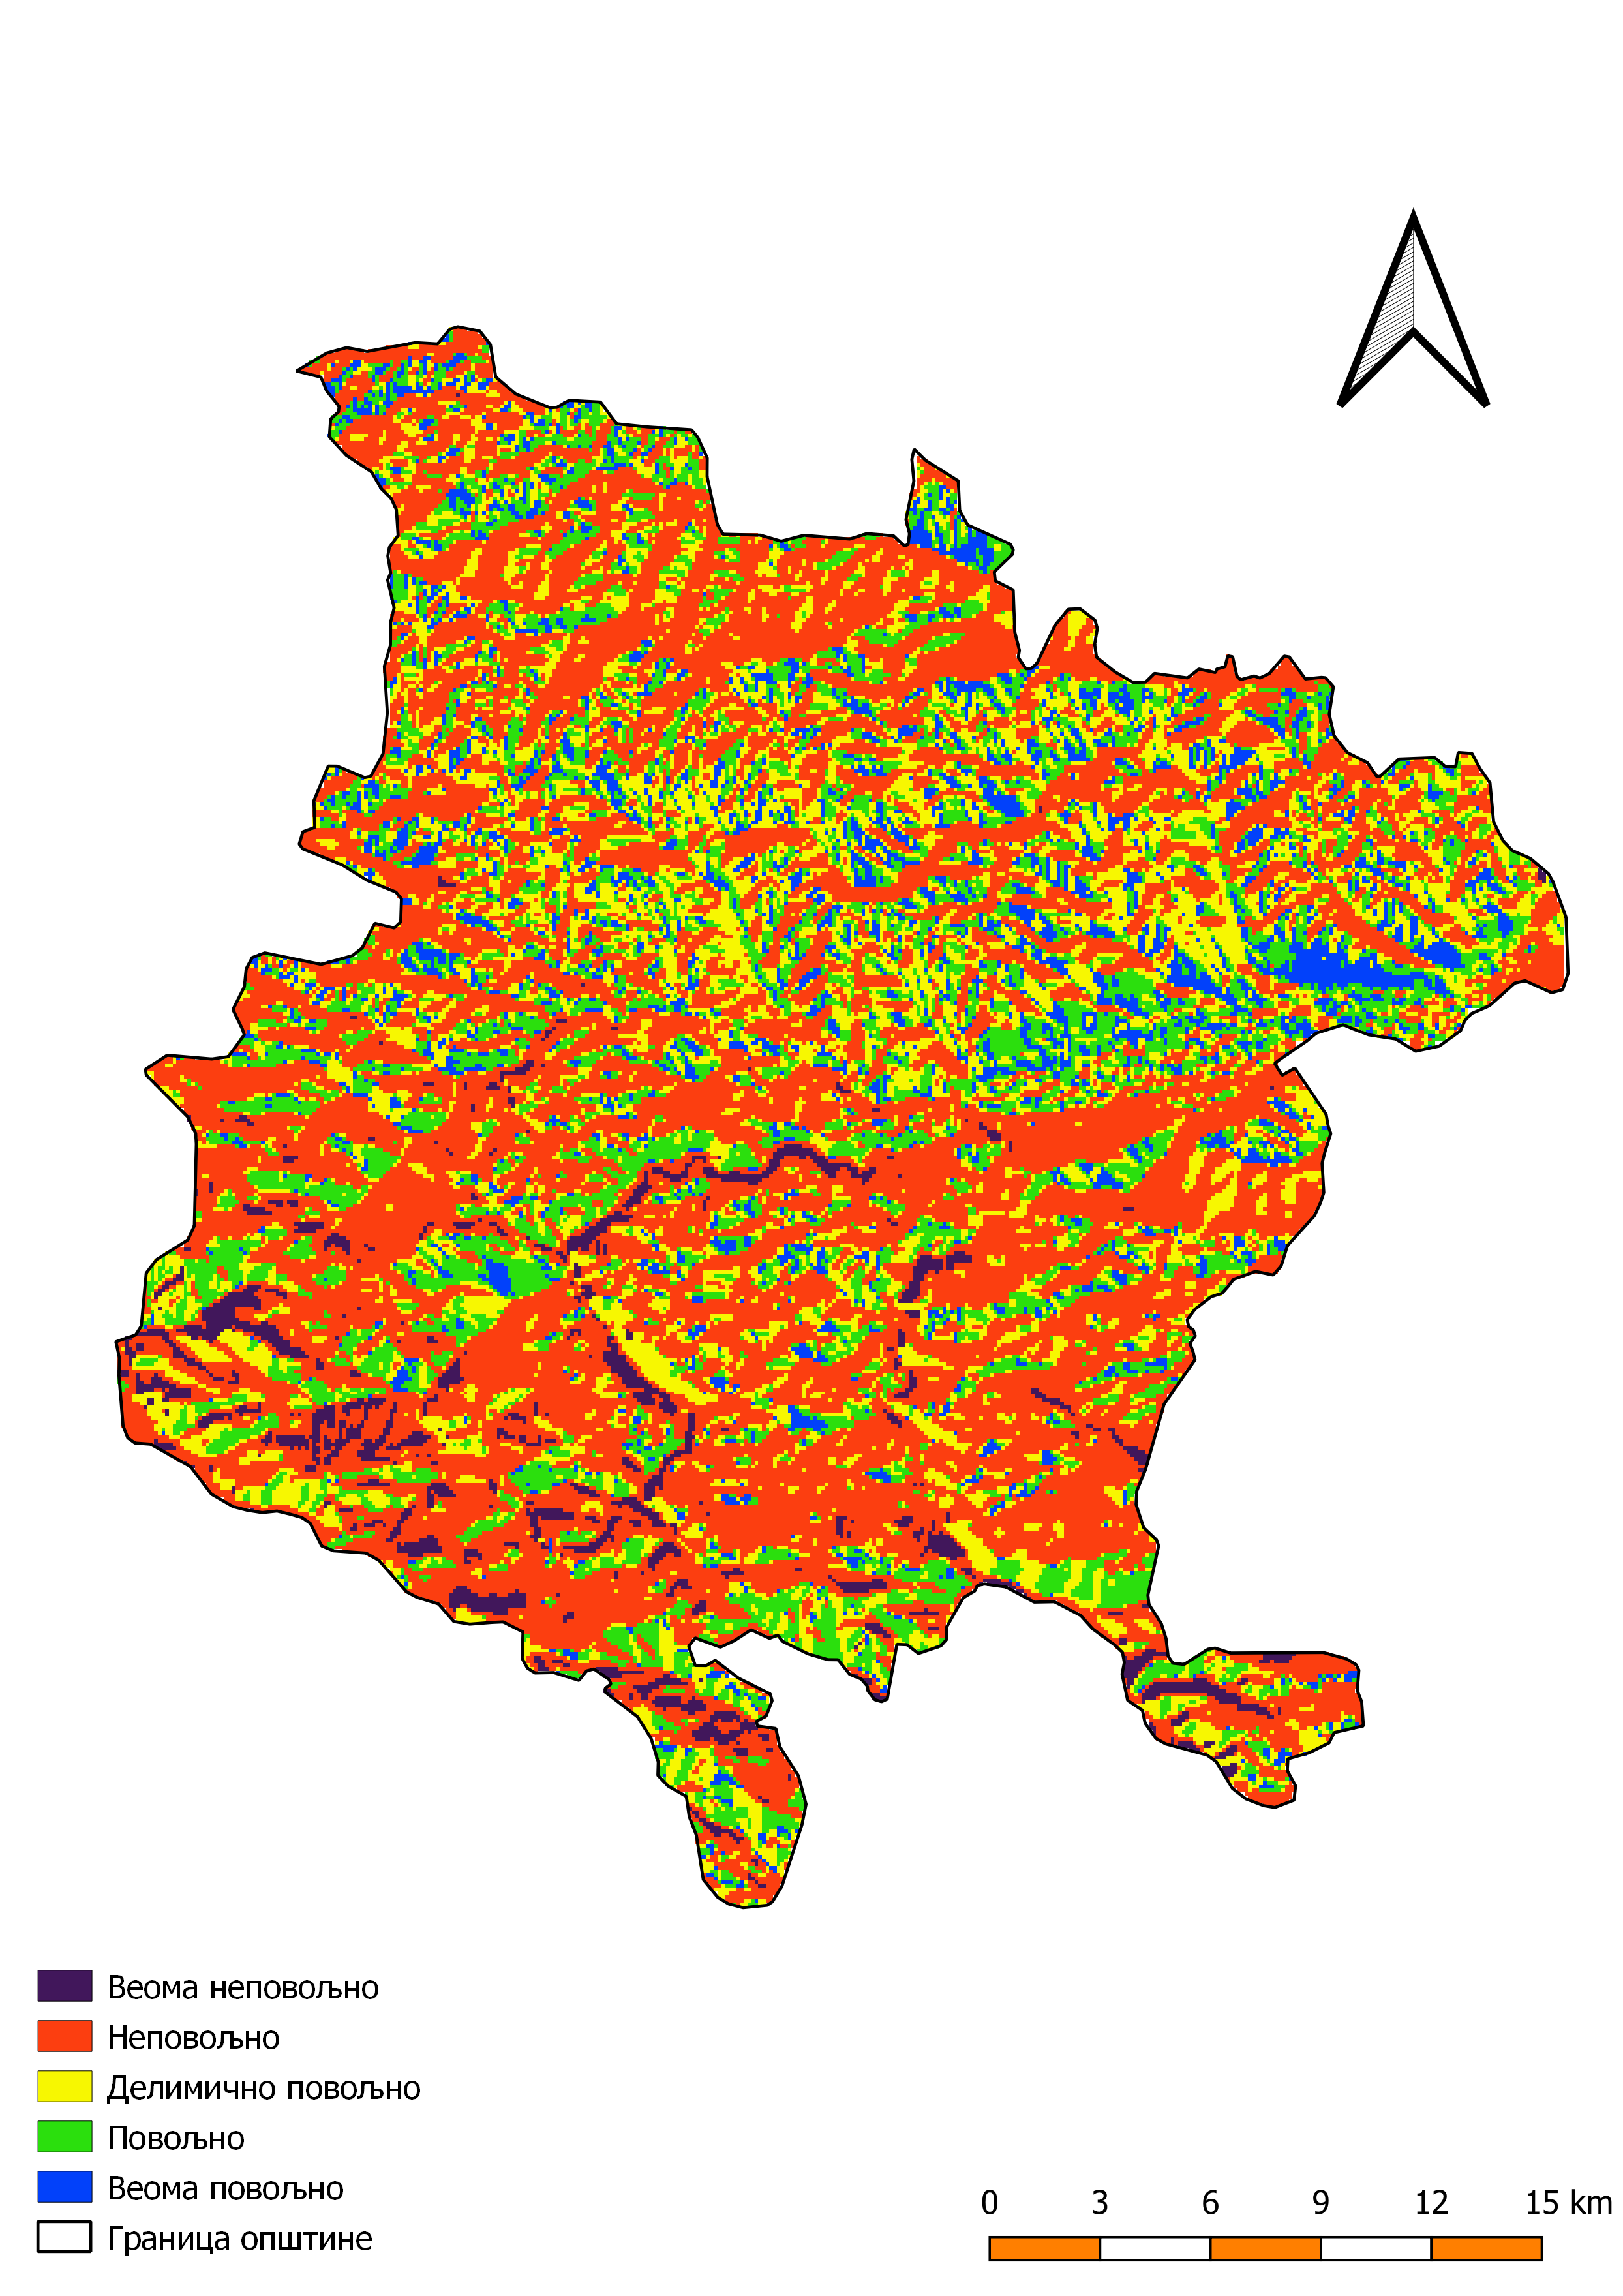 Веома неповољно
Неповољно
Делимично повољно
Повољно
Веома повољно
Граница општине
0 3 6 9 12 15 km